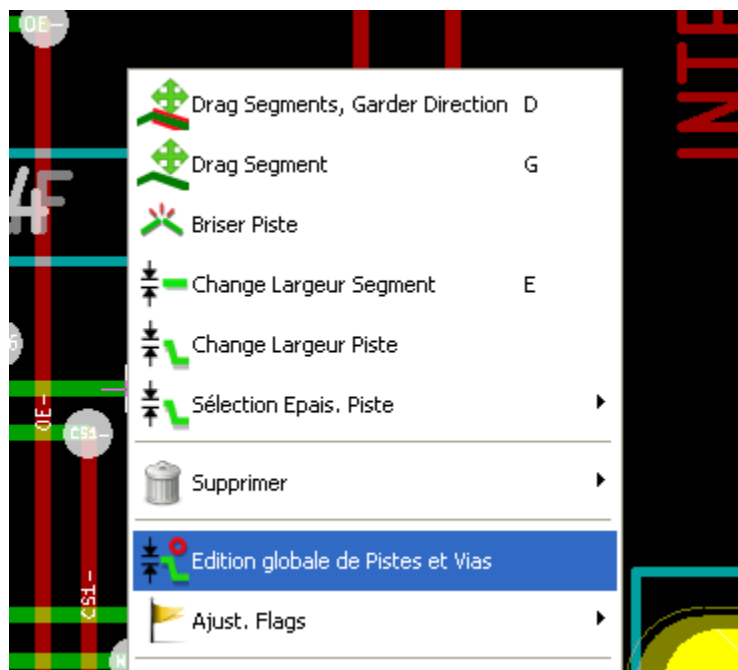 OE-
INTE
Drag Segments, Garder Direction D
Drag Segment G
4F
Briser Piste
Change Largeur Segment E
Change Largeur Piste
Sélection Epais. Piste
OE-
CS1-
Supprimer
Edition globale de Pistes et Vias
CS1-
Ajust. Flags